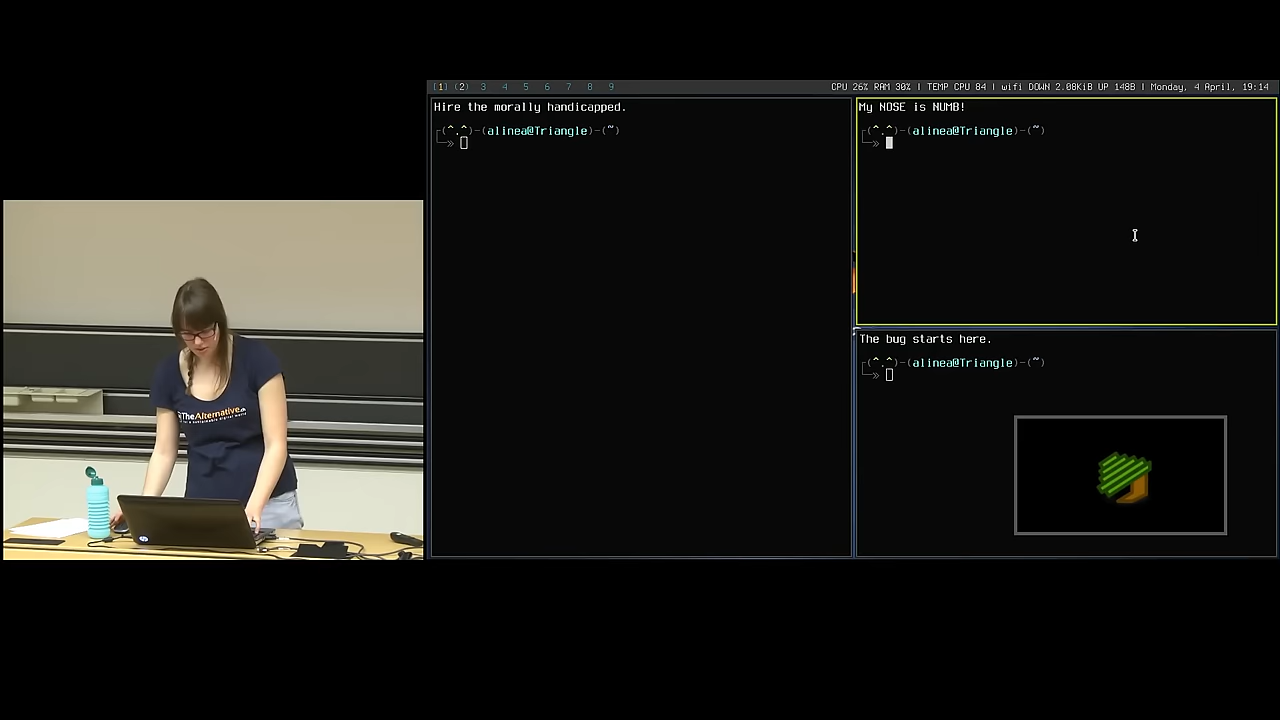 [1] (2) 3 4 5 6 7 8 9
CPU 26% RAM 30% | TEMP CPU 84 | wifi DOWN 2.08KiB UP 148B | Monday, 4 April, 19:14
Hire the morally handicapped.
┌(^.^)-(alinea@Triangle)-(~)
└─»
My NOSE is NUMB!
┌(^.^)-(alinea@Triangle)-(~)
└─»
The bug starts here.
┌(^.^)-(alinea@Triangle)-(~)
└─»
TheAlternative.ch
hp